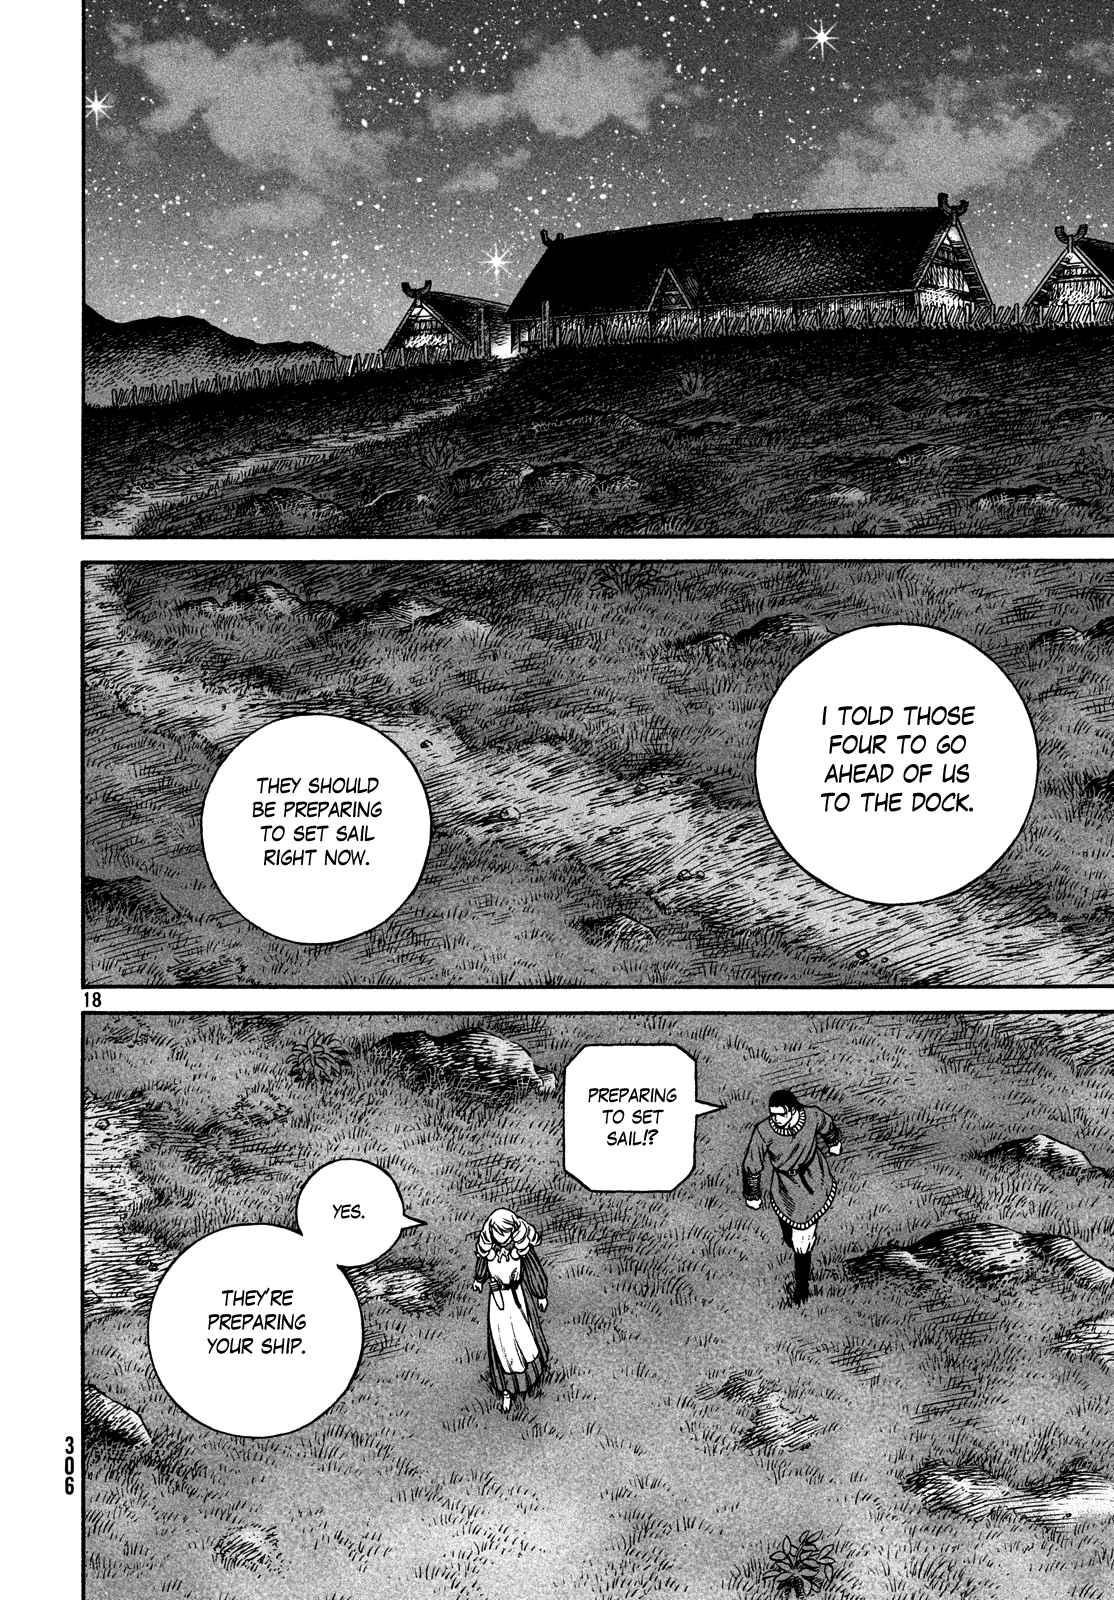 I TOLD THOSE
FOUR TO GO
AHEAD OF US
TO THE DOCK.
THEY SHOULD
BE PREPARING
TO SET SAIL
RIGHT NOW.
18
PREPARING
TO SET
SAIL!?
YES.
THEY'RE
PREPARING
YOUR SHIP.
306